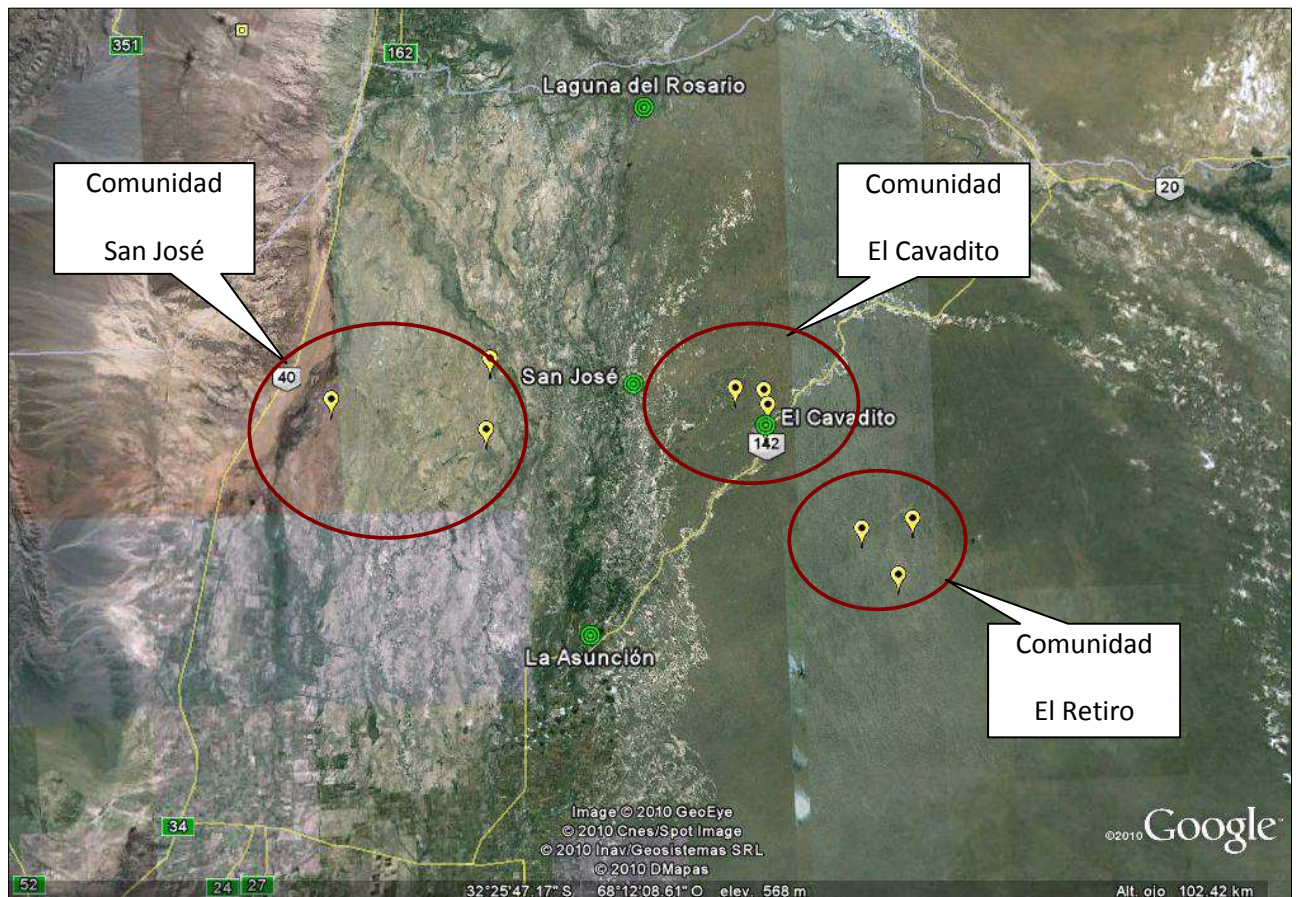 351
162
Laguna del Rosario
Comunidad
San José
Comunidad
El Cavadito
20
40
San José
El Cavadito
142
La Asunción
Comunidad
El Retiro
34
52
24
27
Image © 2010 GeoEye
© 2010 Cnes/Spot Image
© 2010 Inav/Geosistemas SRL
© 2010 DMapas
©2010 Google
32°25'47.17" S 68°12'08.61" O elev. 568 m
Alt. ojo 102.42 km